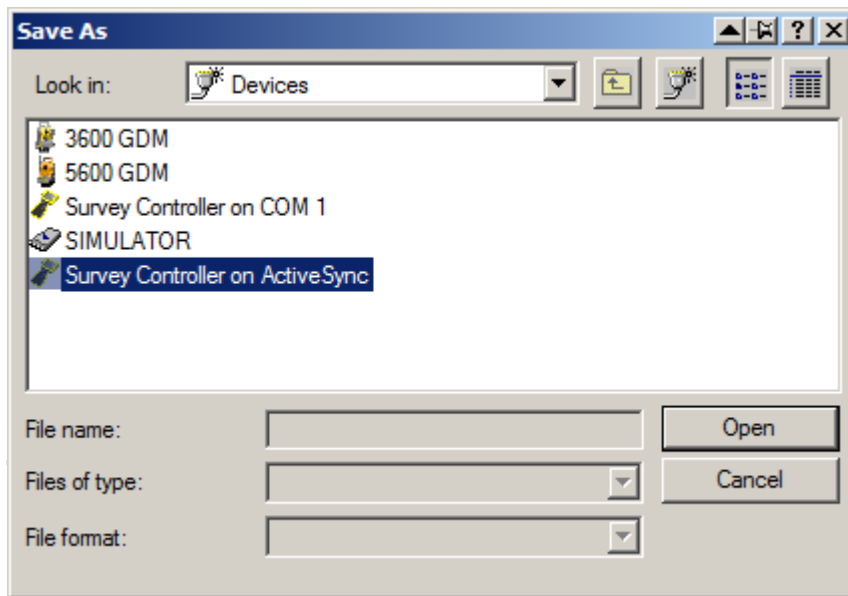 Save As
Look in:
Devices
3600 GDM
5600 GDM
Survey Controller on COM 1
SIMULATOR
Survey Controller on ActiveSync
File name:
Open
Files of type:
Cancel
File format: